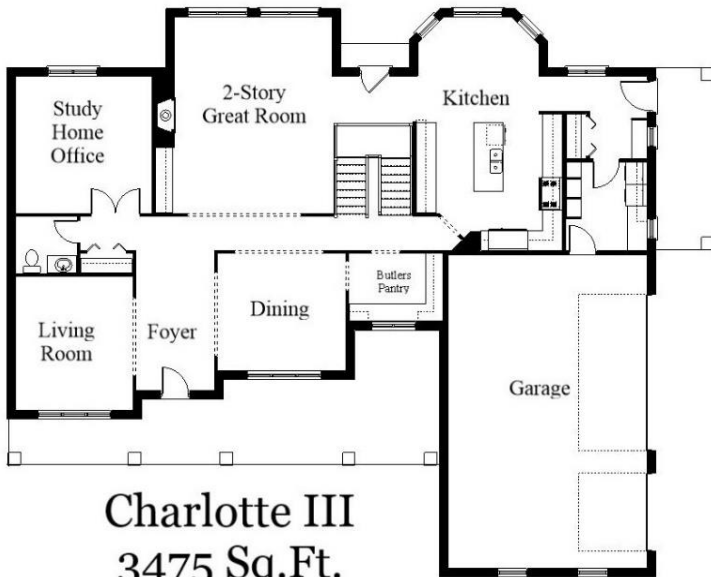 Study
Home
Office
2-Story
Great Room
Kitchen
Living
Room
Foyer
Dining
Butlers
Pantry
Garage
Charlotte III
3475 Sq.Ft.